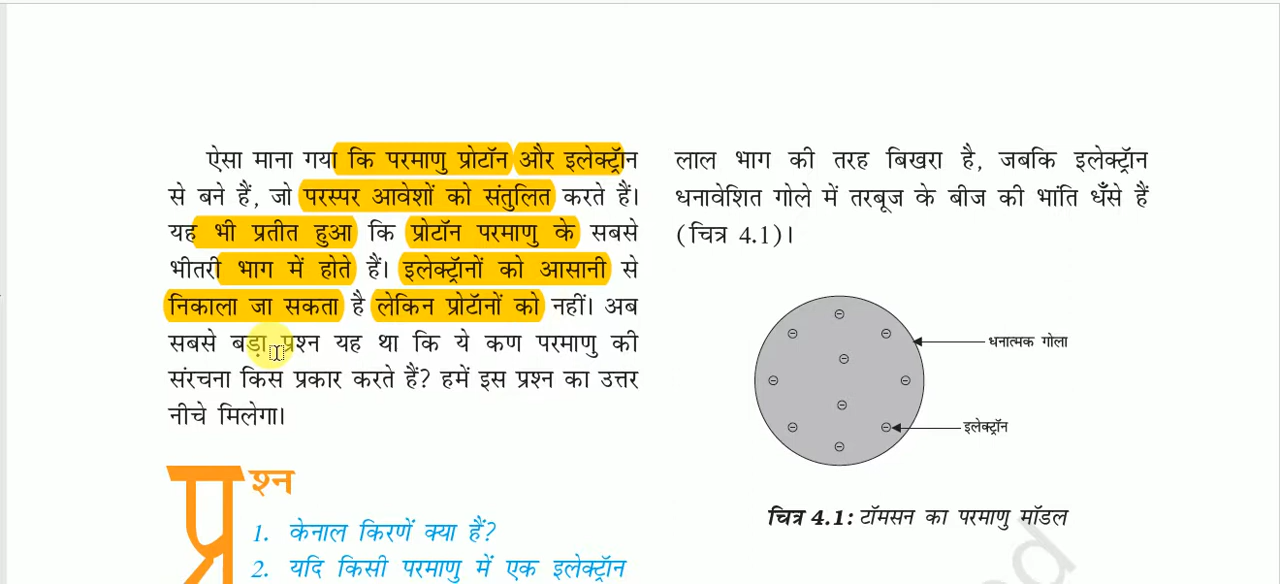 ऐसा माना गया कि परमाणु प्रोटॉन और इलेक्ट्रॉन
से बने हैं, जो परस्पर आवेशों को संतुलित करते हैं।
यह भी प्रतीत हुआ कि प्रोटॉन परमाणु के सबसे
भीतरी भाग में होते हैं। इलेक्ट्रॉनों को आसानी से
निकाला जा सकता है लेकिन प्रोटॉनों को नहीं। अब
सबसे बड़ा प्रश्न यह था कि ये कण परमाणु की
संरचना किस प्रकार करते हैं? हमें इस प्रश्न का उत्तर
नीचे मिलेगा।
प्रश्न
1. केनाल किरणें क्या हैं?
2. यदि किसी परमाणु में एक इलेक्ट्रॉन
लाल भाग की तरह बिखरा है, जबकि इलेक्ट्रॉन
धनावेशित गोले में तरबूज के बीज की भांति धँसे हैं
(चित्र 4.1)।
धनात्मक गोला
इलेक्ट्रॉन
चित्र 4.1: टॉमसन का परमाणु मॉडल